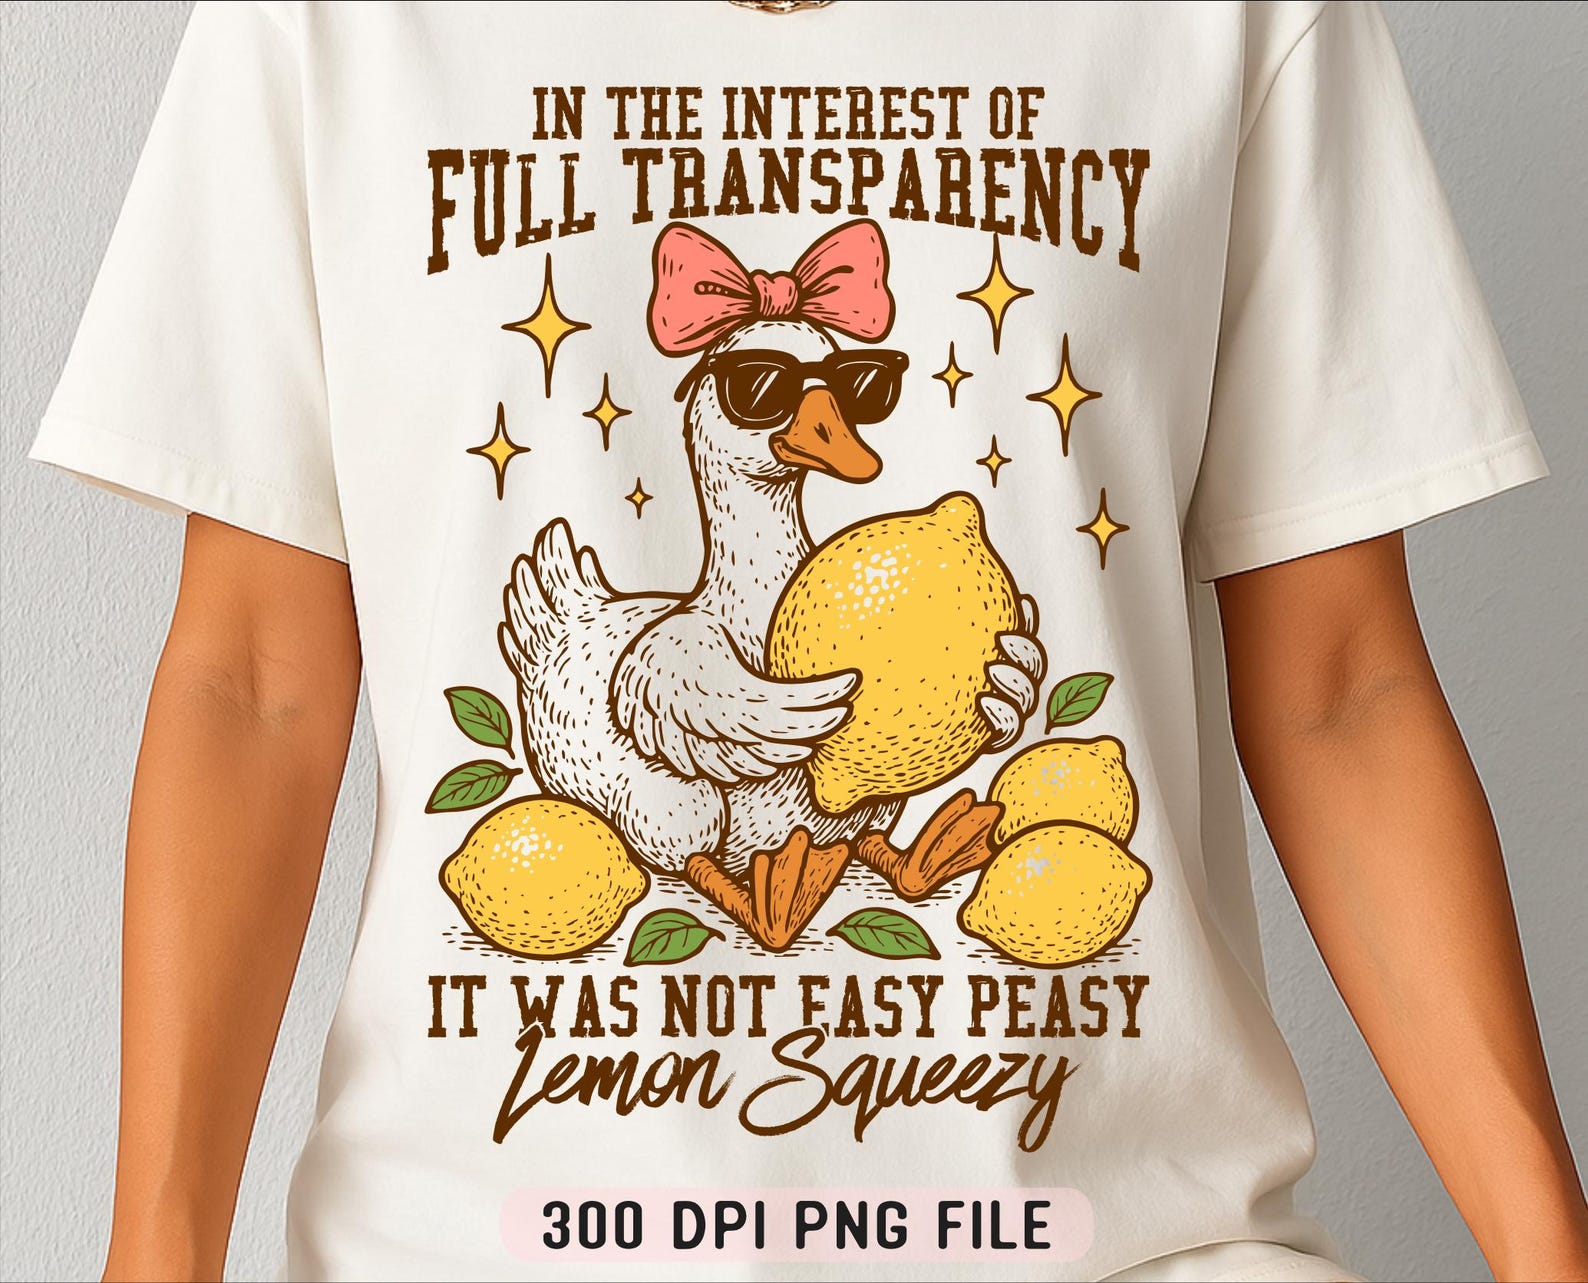 IN THE INTEREST OF
FULL TRANSPARENCY
IT WAS NOT EASY PEASY
Lemon Squeezy
300 DPI PNG FILE